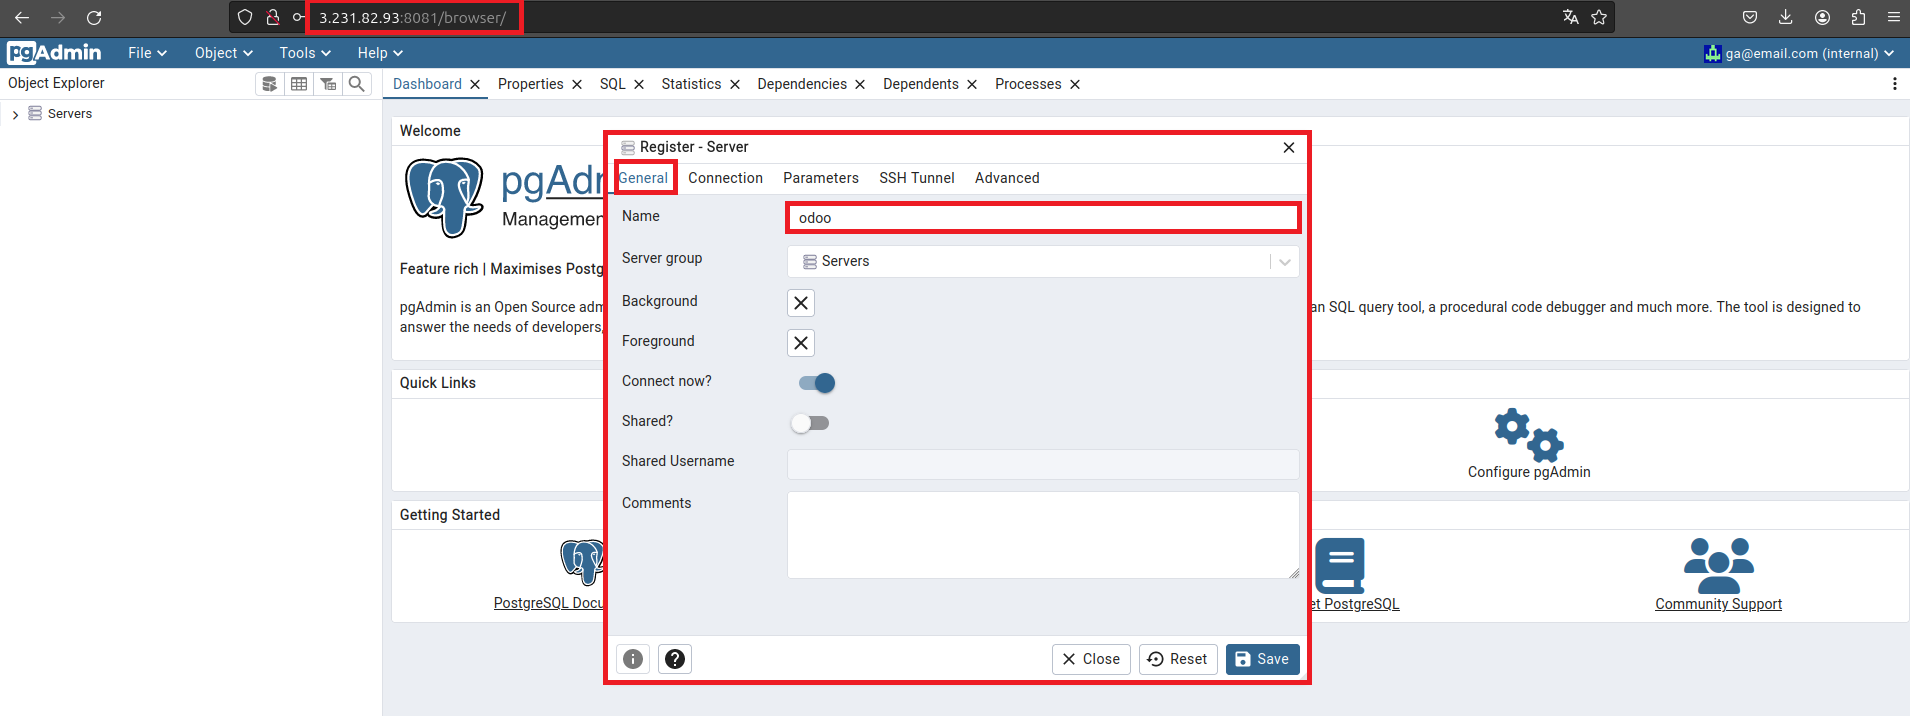 3.231.82.93:8081/browser/
pgAdmin File Object Tools Help ga@email.com (internal)
Object Explorer
Servers
Dashboard Properties SQL Statistics Dependencies Dependents Processes
Welcome
pgAdm
Management
Feature rich | Maximises Postg
pgAdmin is an Open Source adm
an SQL query tool, a procedural code debugger and much more. The tool is designed to
answer the needs of developers,
Quick Links
Configure pgAdmin
Getting Started
PostgreSQL Docu
et PostgreSQL
Community Support
Register - Server
General Connection Parameters SSH Tunnel Advanced
Name odoo
Server group Servers
Background
Foreground
Connect now?
Shared?
Shared Username
Comments
Close Reset Save